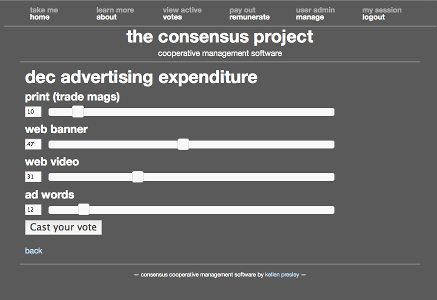 take me learn more view active pay out user admin my session
home about votes remunerate manage logout
the consensus project
cooperative management software
dec advertising expenditure
print (trade mags)
10
web banner
47
web video
31
ad words
12
Cast your vote
back
— consensus cooperative management software by kellen presley —